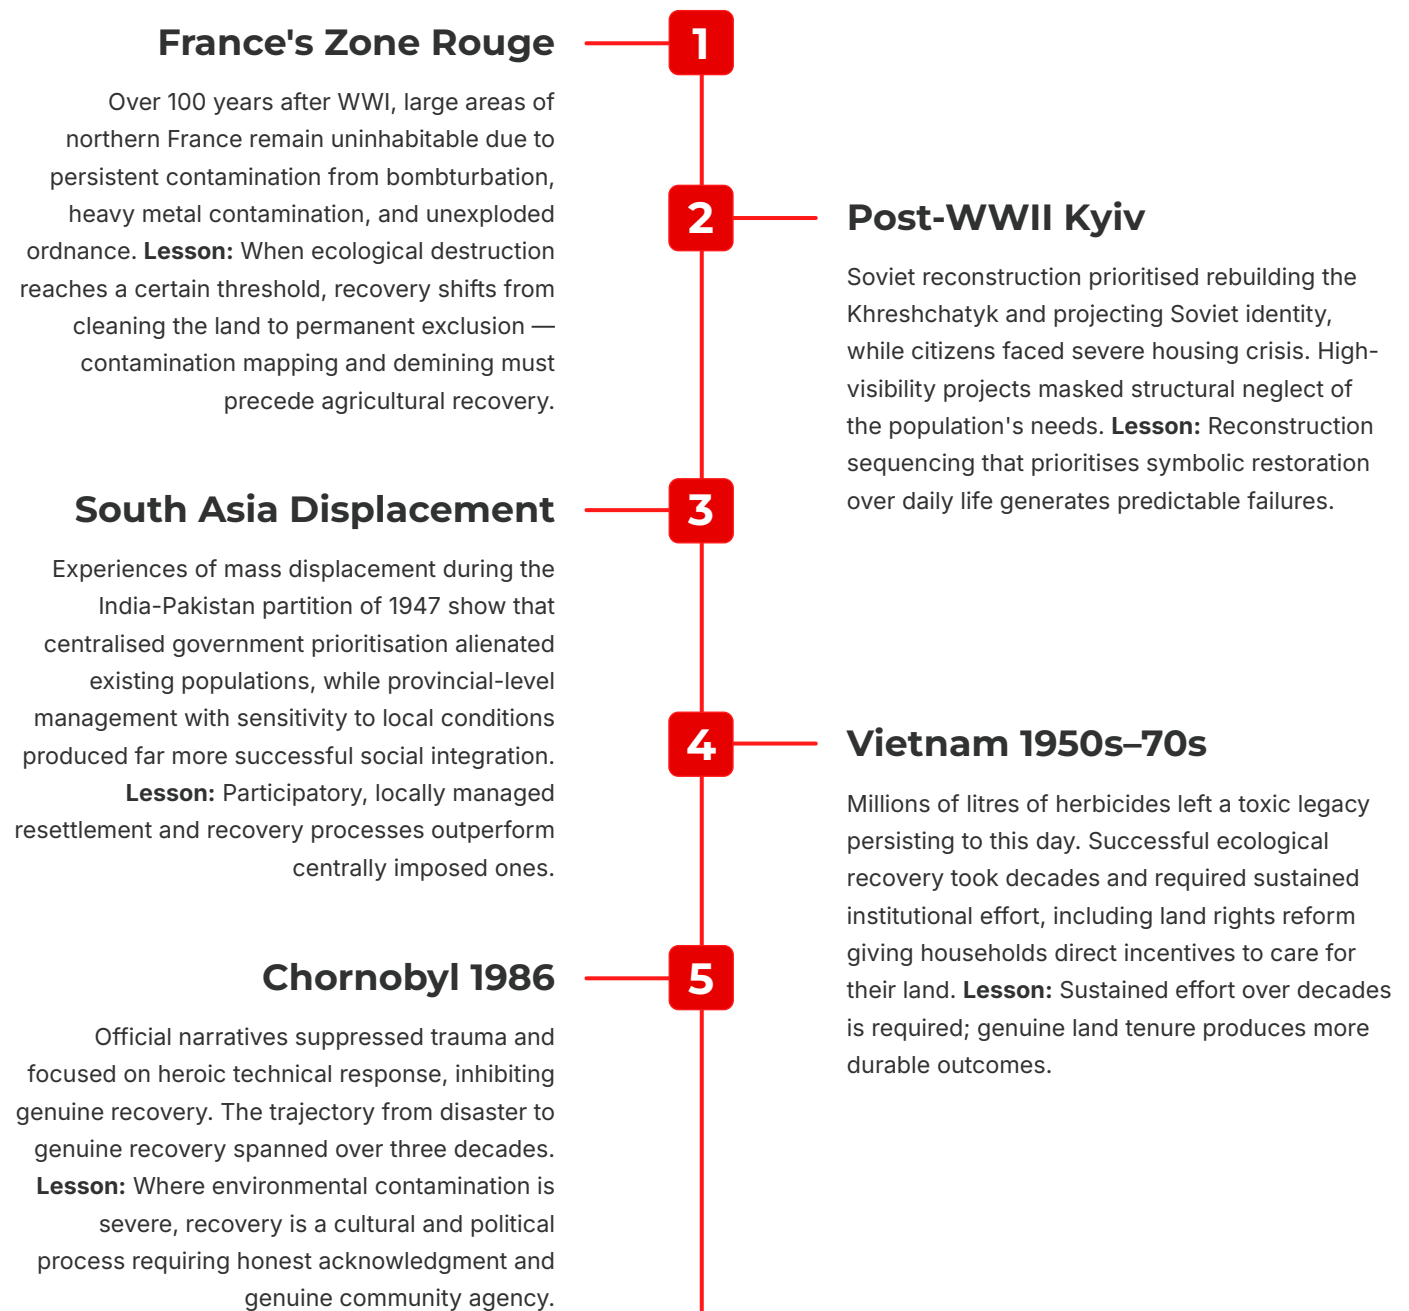 France's Zone Rouge
1
Over 100 years after WWI, large areas of
northern France remain uninhabitable due to
persistent contamination from bombturbation,
heavy metal contamination, and unexploded
ordnance. Lesson: When ecological destruction
reaches a certain threshold, recovery shifts from
cleaning the land to permanent exclusion —
contamination mapping and demining must
precede agricultural recovery.
2
Post-WWII Kyiv
Soviet reconstruction prioritised rebuilding the
Khreshchatyk and projecting Soviet identity,
while citizens faced severe housing crisis. High-
visibility projects masked structural neglect of
the population's needs. Lesson: Reconstruction
sequencing that prioritises symbolic restoration
over daily life generates predictable failures.
South Asia Displacement
3
Experiences of mass displacement during the
India-Pakistan partition of 1947 show that
centralised government prioritisation alienated
existing populations, while provincial-level
management with sensitivity to local conditions
produced far more successful social integration.
Lesson: Participatory, locally managed
resettlement and recovery processes outperform
centrally imposed ones.
4
Vietnam 1950s–70s
Millions of litres of herbicides left a toxic legacy
persisting to this day. Successful ecological
recovery took decades and required sustained
institutional effort, including land rights reform
giving households direct incentives to care for
their land. Lesson: Sustained effort over decades
is required; genuine land tenure produces more
durable outcomes.
Chornobyl 1986
5
Official narratives suppressed trauma and
focused on heroic technical response, inhibiting
genuine recovery. The trajectory from disaster to
genuine recovery spanned over three decades.
Lesson: Where environmental contamination is
severe, recovery is a cultural and political
process requiring honest acknowledgment and
genuine community agency.